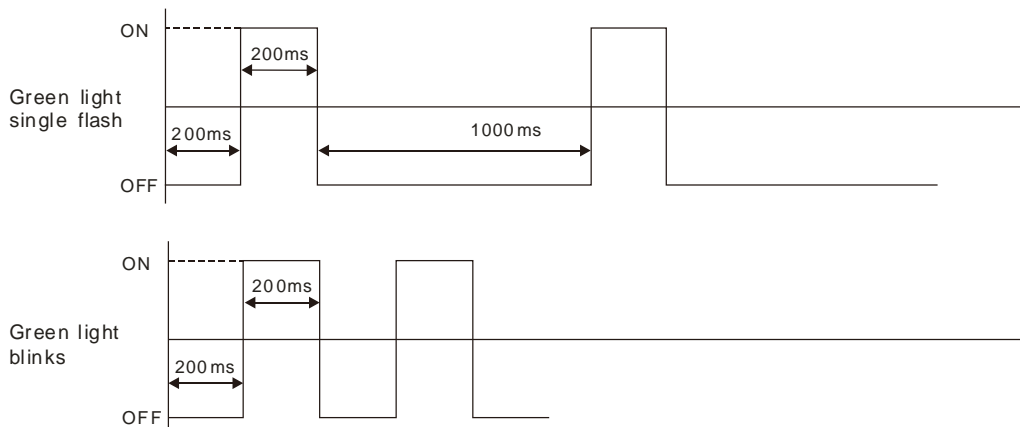 ON
200ms
Green light
single flash
200ms
1000ms
OFF
ON
200ms
Green light
blinks
200ms
OFF